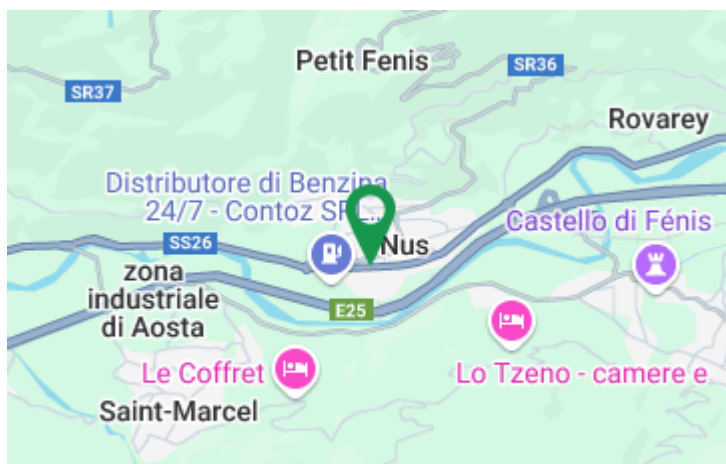 Petit Fenis
SR36
SR37
Rovarey
Distributore di Benzina
24/7 - Contoz SRL...
Castello di Fénis
SS26
Nus
zona
industriale
di Aosta
E25
Le Coffret
Lo Tzeno - camere e
Saint-Marcel